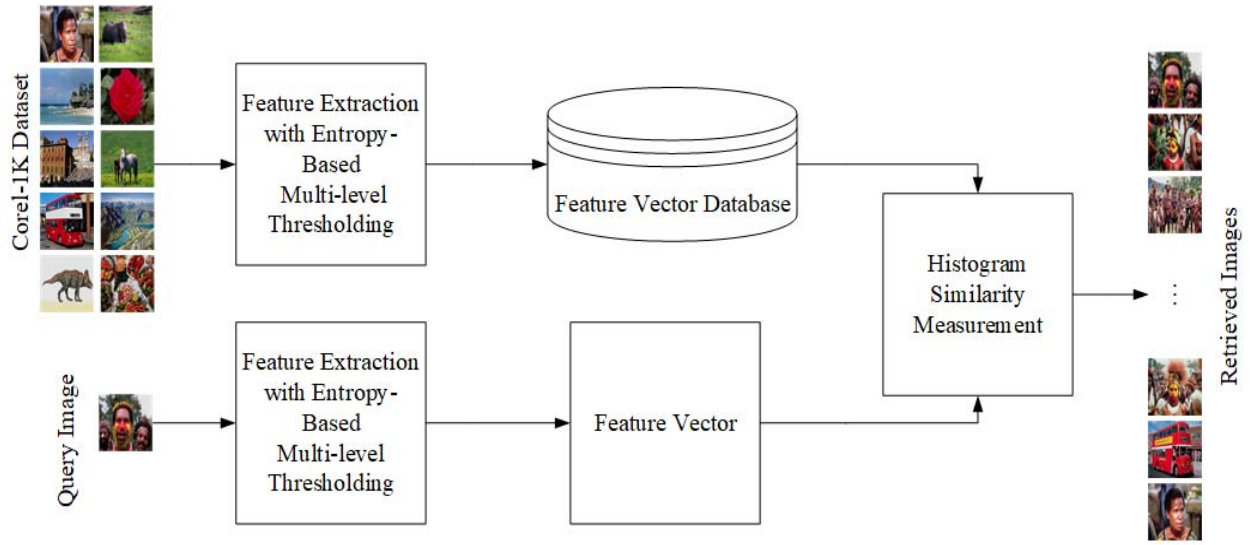 Corel-1K Dataset
Feature Extraction
with Entropy-
Based
Multi-level
Thresholding
Feature Vector Database
Histogram
Similarity
Measurement
Retrieved Images
⋮
Query Image
Feature Extraction
with Entropy-
Based
Multi-level
Thresholding
Feature Vector